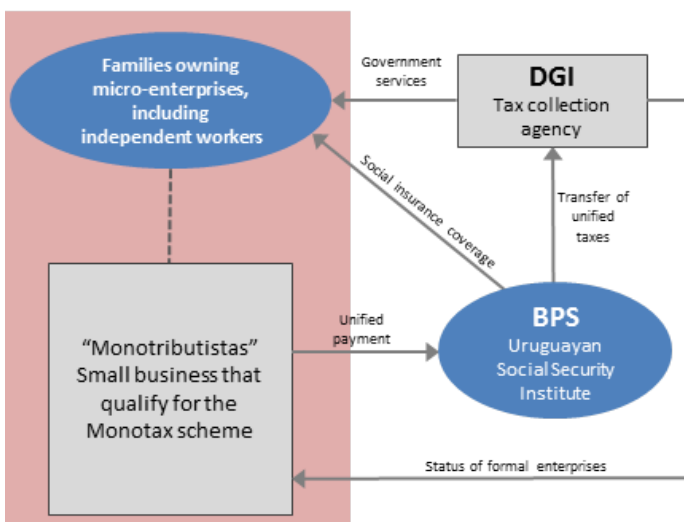 Families owning
micro-enterprises,
including
independent workers
Government
services
DGI
Tax collection
agency
Social insurance coverage
Transfer of
unified
taxes
"Monotributistas"
Small business that
qualify for the
Monotax scheme
Unified
payment
BPS
Uruguayan
Social Security
Institute
Status of formal enterprises